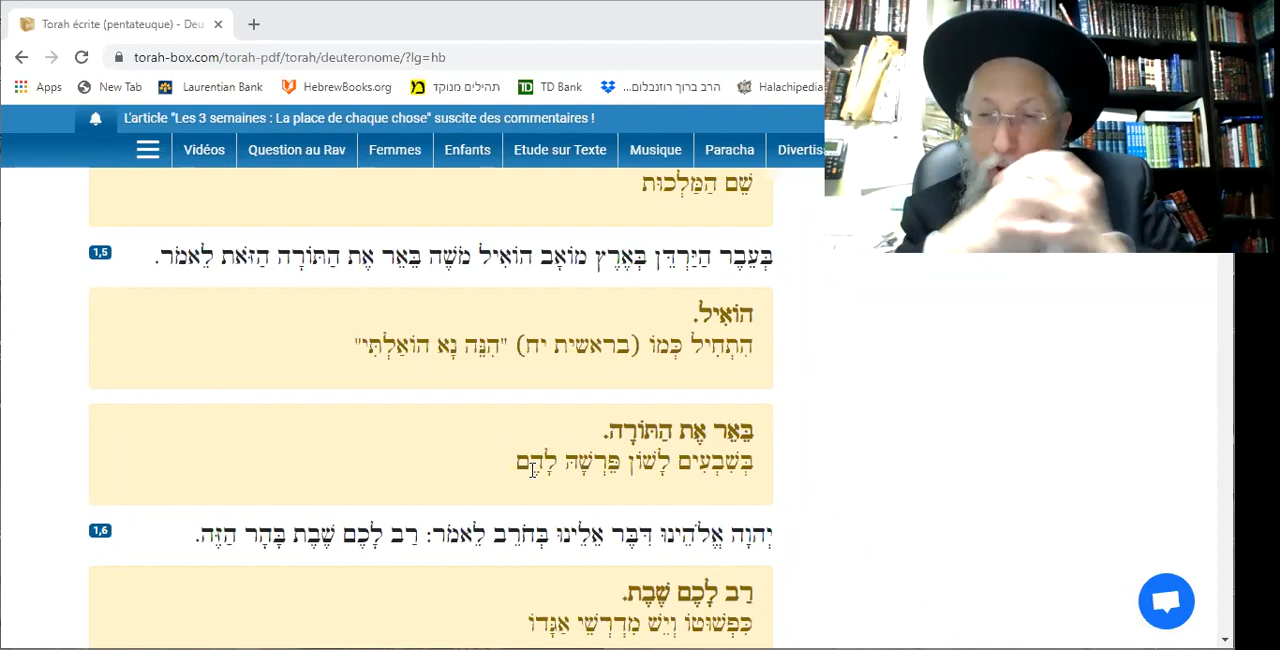 Torah écrite (pentateuque) - Deu
torah-box.com/torah-pdf/torah/deuteronome/?lg=hb
Apps New Tab Laurentian Bank HebrewBooks.org תהילים מנוקד TD Bank הרב ברוך רוזנבלום... Halachipedia
L'article "Les 3 semaines : La place de chaque chose" suscite des commentaires !
Vidéos Question au Rav Femmes Enfants Etude sur Texte Musique Paracha Divertis
שֵׁם הַמַּלְכוּת
1,5
בְּעֵבֶר הַיַּרְדֵּן בְּאֶרֶץ מוֹאָב הוֹאִיל מֹשֶׁה בֵּאֵר אֶת הַתּוֹרָה הַזֹּאת לֵאמֹר.
הוֹאִיל.
הִתְחִיל כְּמוֹ (בראשית יח) "הִנֵּה נָא הוֹאַלְתִּי"
בֵּאֵר אֶת הַתּוֹרָה.
בְּשִׁבְעִים לָשׁוֹן פֵּרְשָׁהּ לָהֶם
1,6
יְהוָה אֱלֹהֵינוּ דִּבֶּר אֵלֵינוּ בְּחֹרֵב לֵאמֹר: רַב לָכֶם שֶׁבֶת בָּהָר הַזֶּה.
רַב לָכֶם שֶׁבֶת.
כִּפְשׁוּטוֹ וְיֵשׁ מִדְרְשֵׁי אַגָּדוֹ